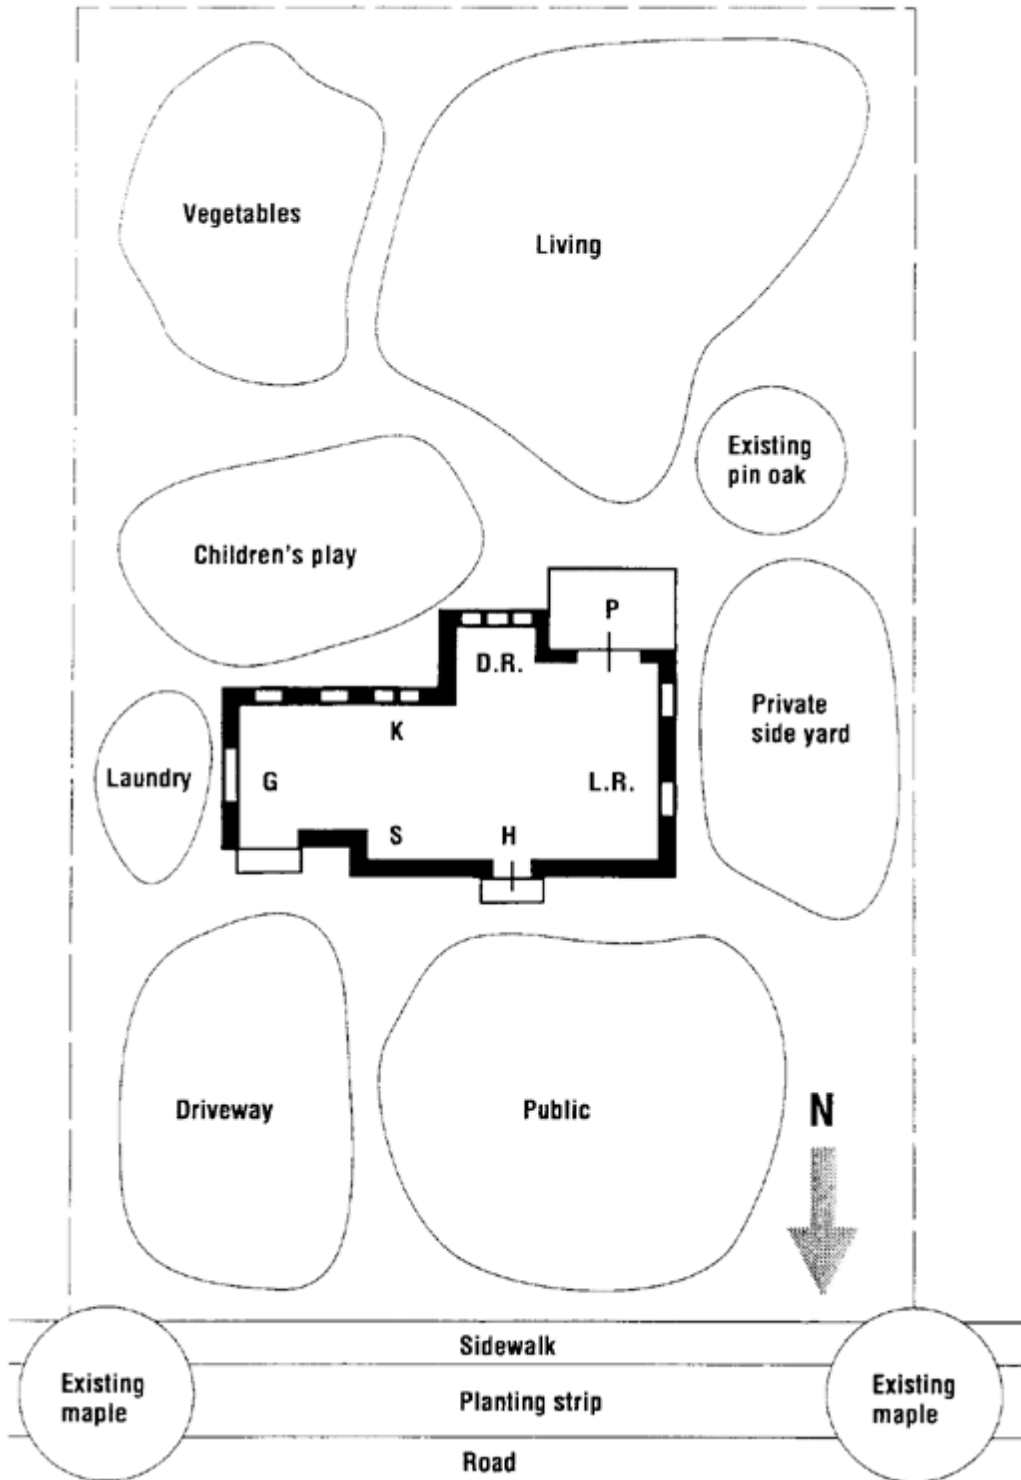 Vegetables
Living
Existing
pin oak
Children's play
P
D.R.
Private
side yard
K
Laundry
G
L.R.
S
H
Driveway
Public
N
Sidewalk
Existing
maple
Planting strip
Existing
maple
Road